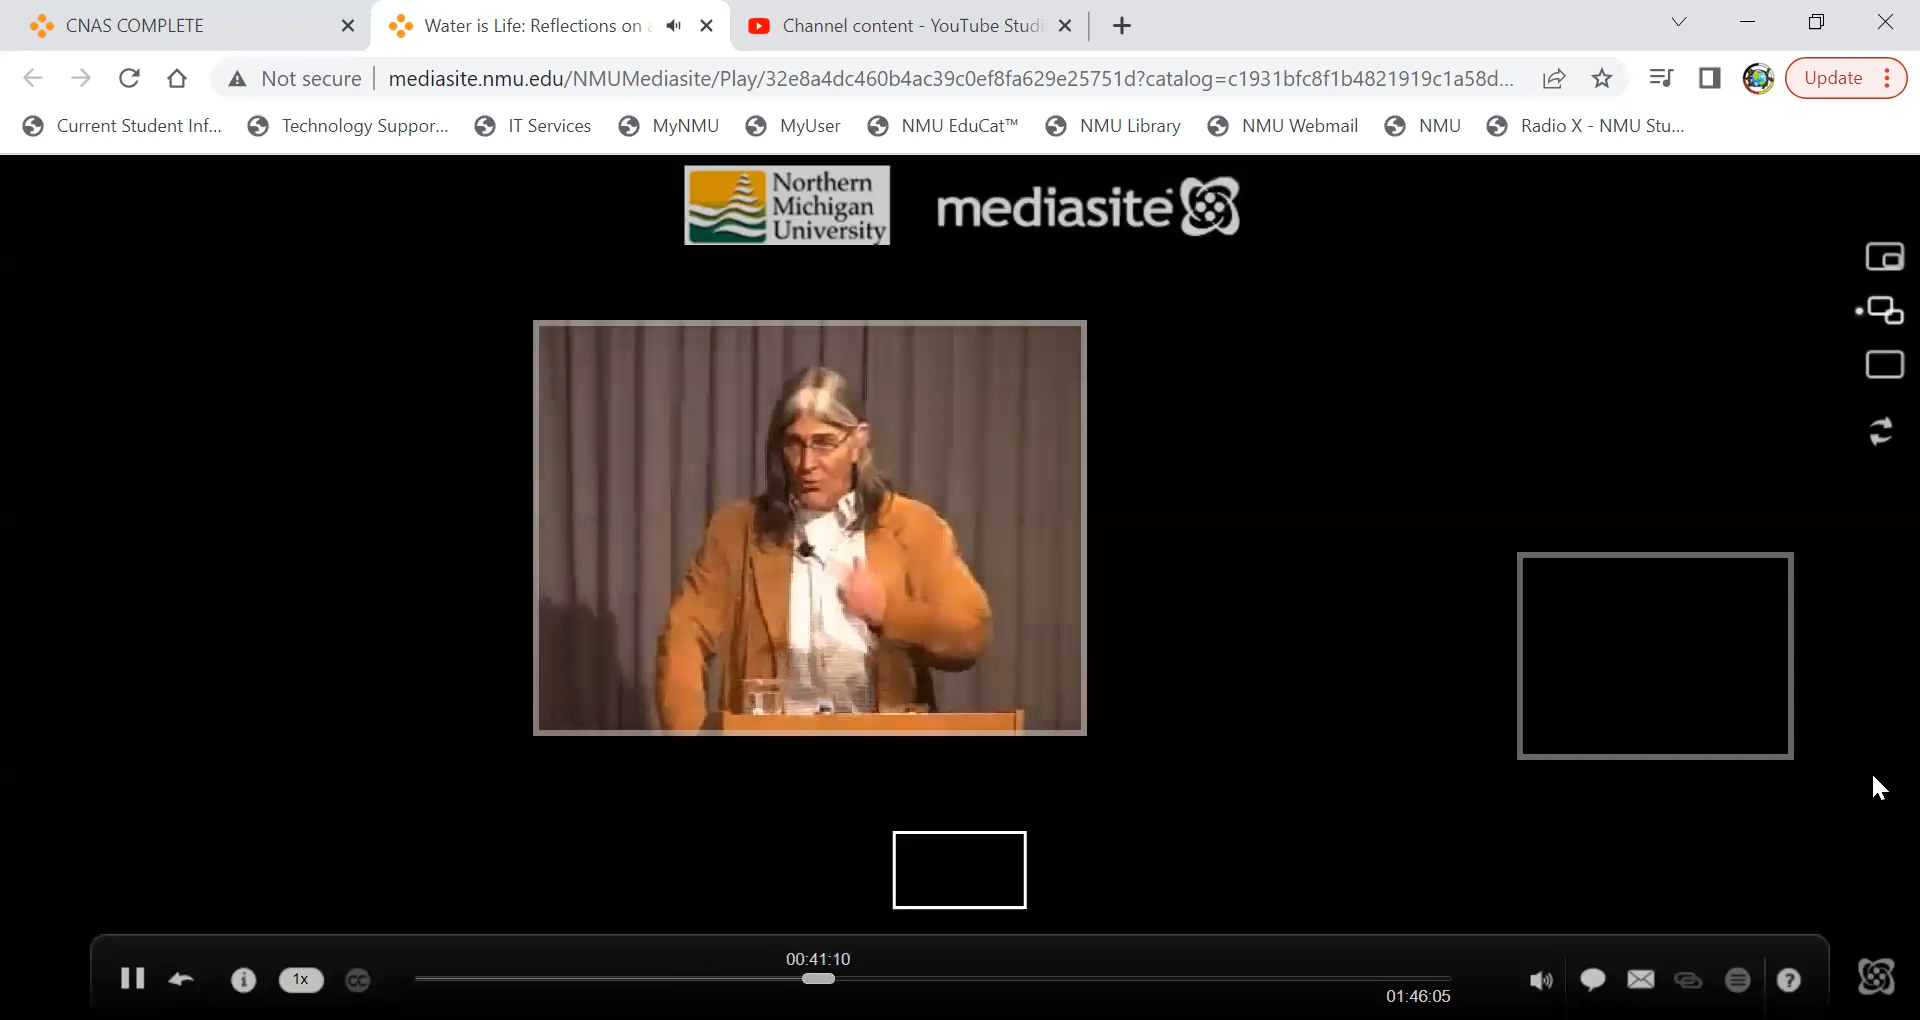 CNAS COMPLETE
Water is Life: Reflections on
Channel content - YouTube Studi
Not secure
mediasite.nmu.edu/NMUMediasite/Play/32e8a4dc460b4ac39c0ef8fa629e25751d?catalog=c1931bfc8f1b4821919c1a58d...
Update
Current Student Inf...
Technology Suppor...
IT Services
MyNMU
MyUser
NMU EduCat™
NMU Library
NMU Webmail
NMU
Radio X - NMU Stu...
Northern
Michigan
University
mediasite
00:41:10
1x
CC
01:46:05